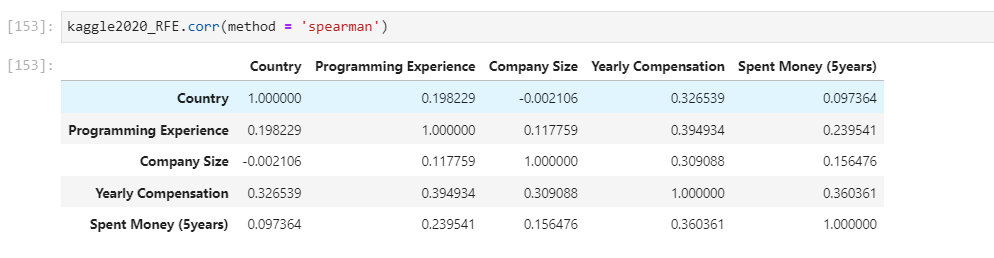 [153]: kaggle2020_RFE.corr(method = 'spearman')
[153]:
Country Programming Experience Company Size Yearly Compensation Spent Money (5years)
Country 1.000000 0.198229 -0.002106 0.326539 0.097364
Programming Experience 0.198229 1.000000 0.117759 0.394934 0.239541
Company Size -0.002106 0.117759 1.000000 0.309088 0.156476
Yearly Compensation 0.326539 0.394934 0.309088 1.000000 0.360361
Spent Money (5years) 0.097364 0.239541 0.156476 0.360361 1.000000